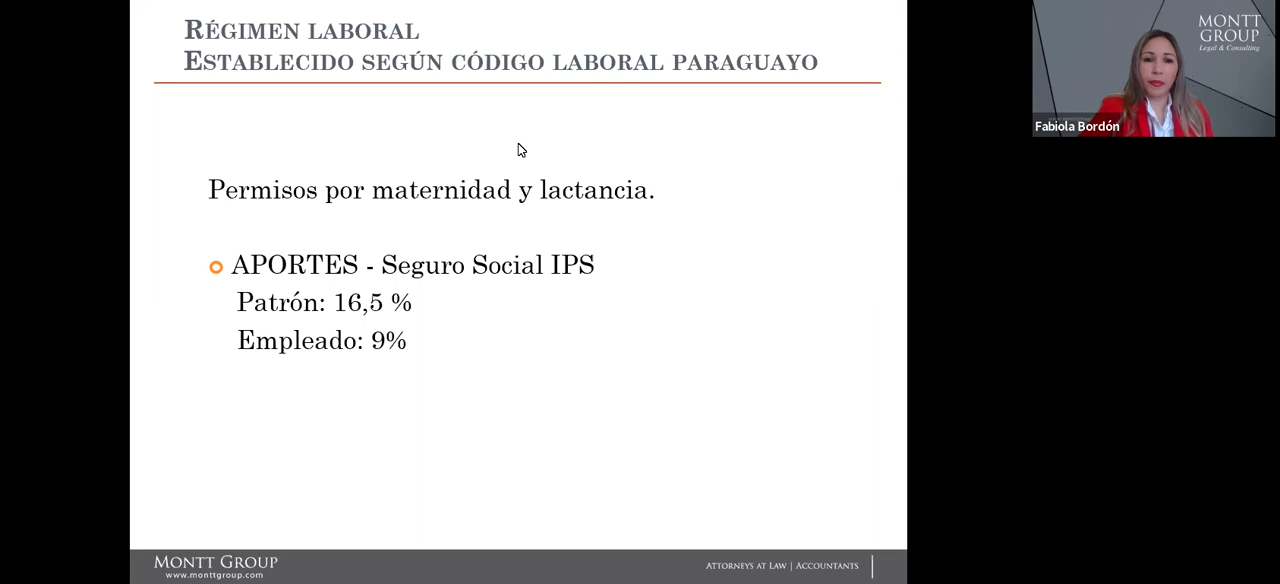 RÉGIMEN LABORAL
ESTABLECIDO SEGÚN CÓDIGO LABORAL PARAGUAYO
Permisos por maternidad y lactancia.
APORTES - Seguro Social IPS
Patrón: 16,5 %
Empleado: 9%
MONTT GROUP
www.monttgroup.com
ATTORNEYS AT LAW | ACCOUNTANTS
MONTT
GROUP
Legal & Consulting
Fabiola Bordón